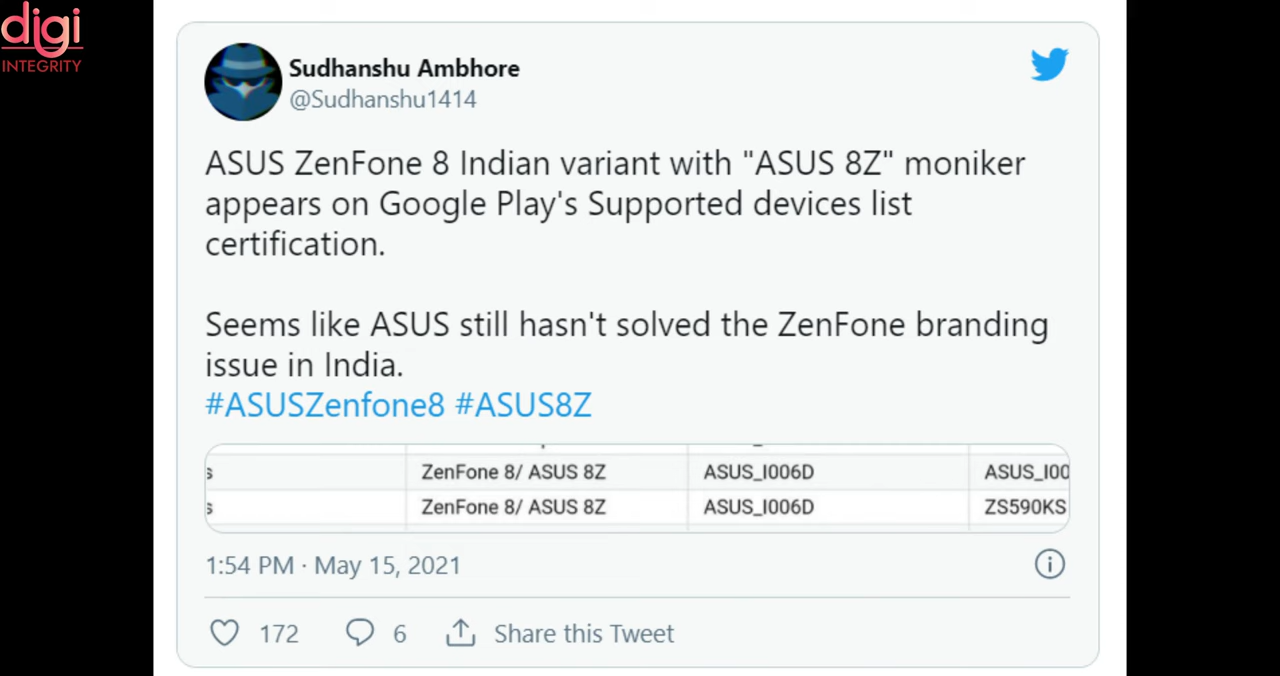 digi
INTEGRITY
Sudhanshu Ambhore
@Sudhanshu1414
ASUS ZenFone 8 Indian variant with "ASUS 8Z" moniker
appears on Google Play's Supported devices list
certification.
Seems like ASUS still hasn't solved the ZenFone branding
issue in India.
#ASUSZenfone8 #ASUS8Z
s ZenFone 8/ ASUS 8Z ASUS_I006D ASUS_I00
s ZenFone 8/ ASUS 8Z ASUS_I006D ZS590KS
1:54 PM · May 15, 2021
172 6 Share this Tweet